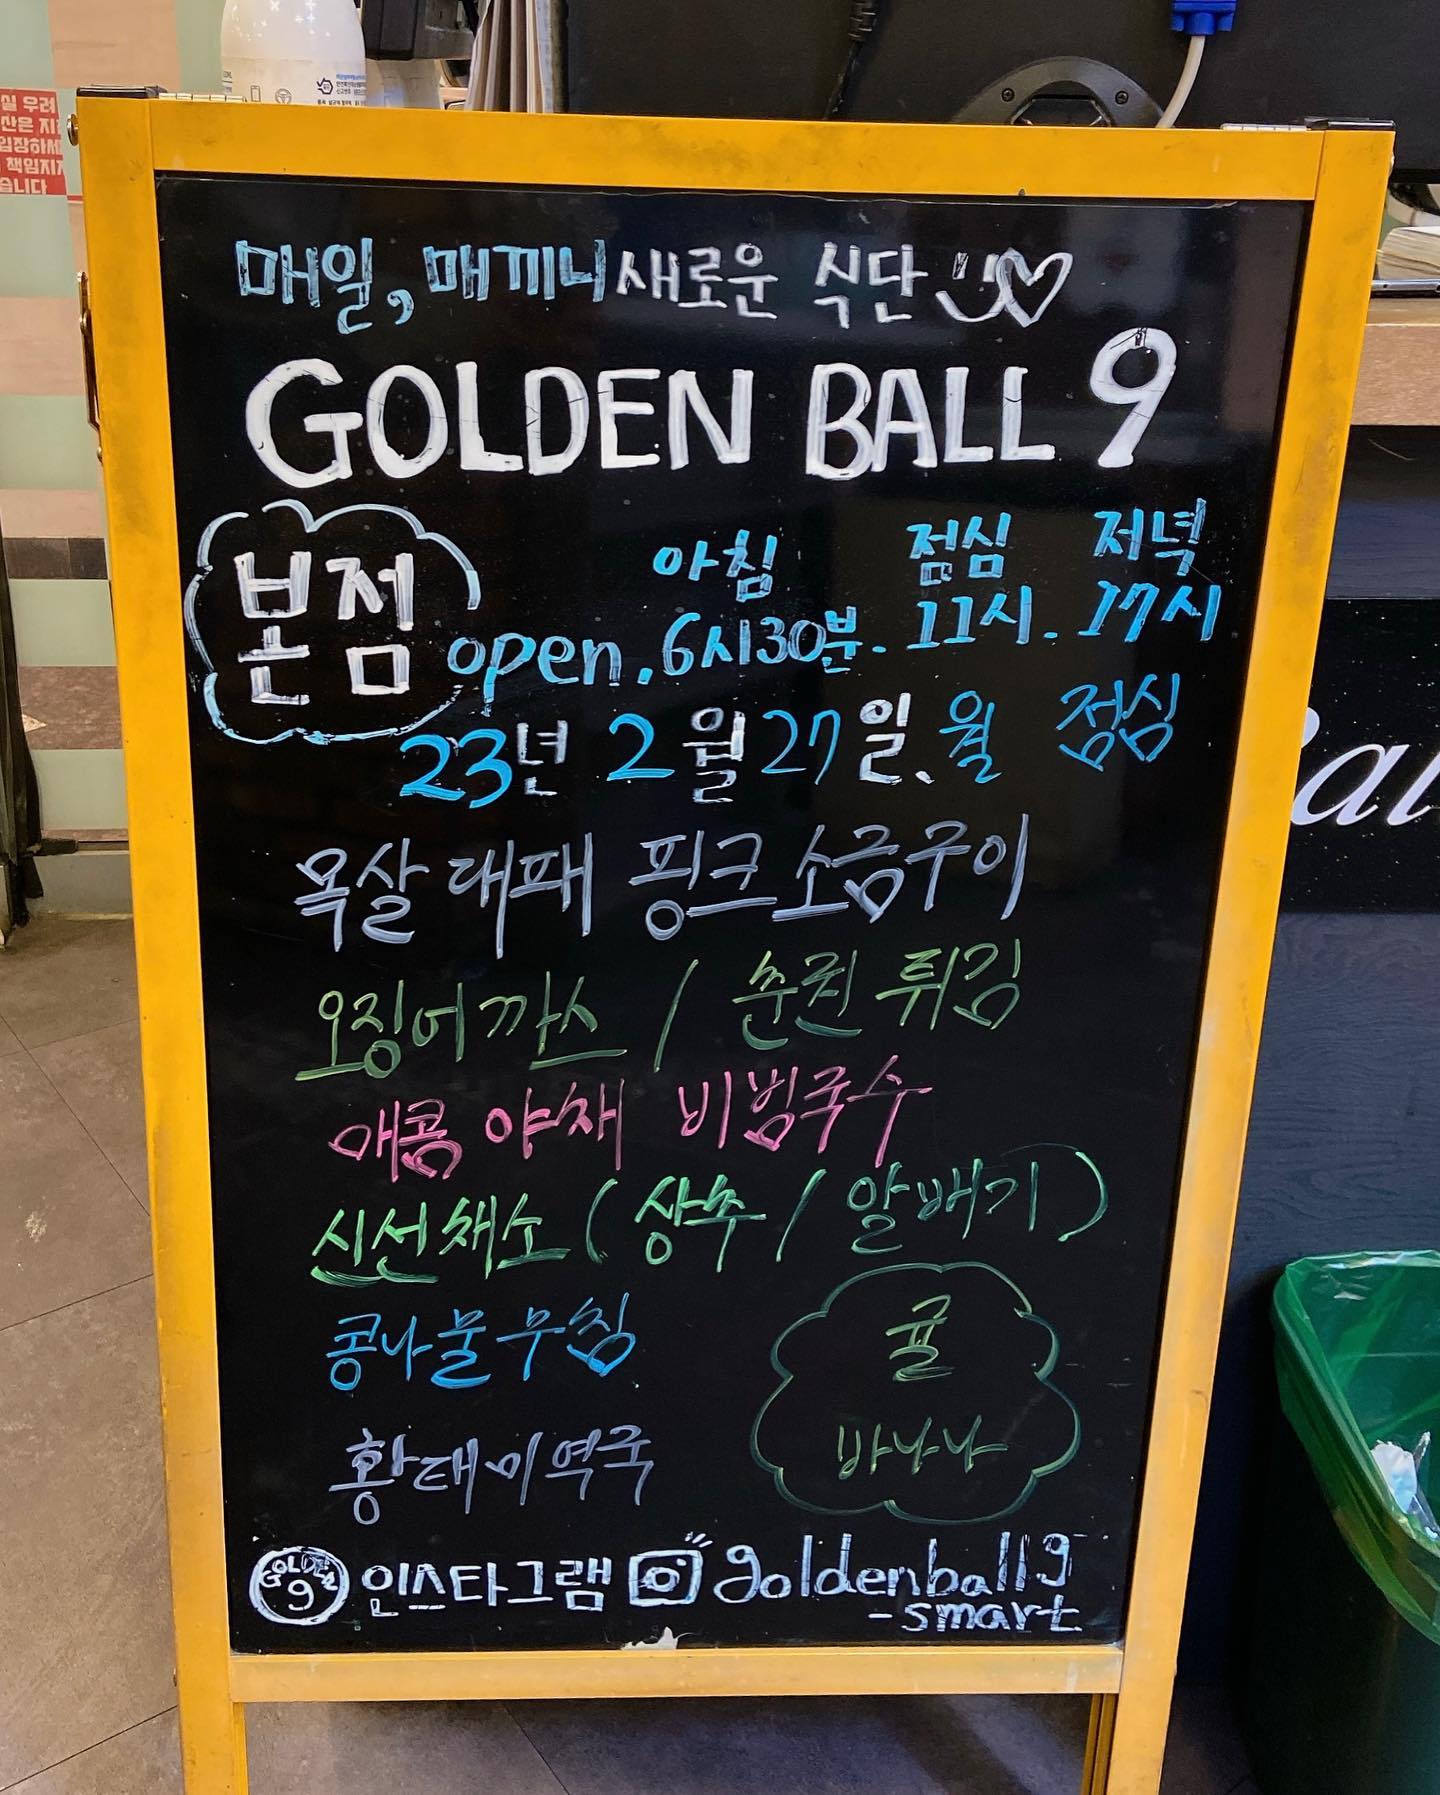 매일, 매끼니 새로운 식단
GOLDEN BALL 9
본점
아침 점심 저녁
open. 6시30분. 11시. 17시
23년 2월 27일. 월 점심
목살 대패 핑크소금구이
오징어까스 / 춘권 튀김
매콤 야채 비빔국수
신선채소 ( 상추 / 알배기 )
콩나물무침
귤
바나나
황태미역국
GOLDEN 9 인스타그램 goldenball9
-smart
실 우려
산은 지
입장하세
책임지지
습니다